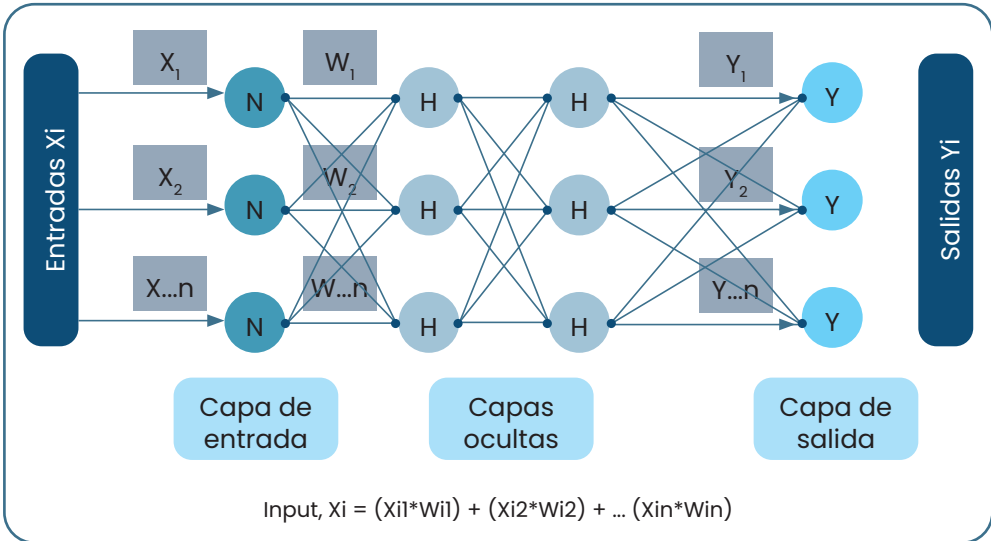 Entradas Xi
X1
X2
X...n
N
N
N
W1
W2
W...n
H
H
H
H
H
H
Y1
Y2
Y...n
Y
Y
Y
Salidas Yi
Capa de
entrada
Capas
ocultas
Capa de
salida
Input, Xi = (Xi1*Wi1) + (Xi2*Wi2) + ... (Xin*Win)